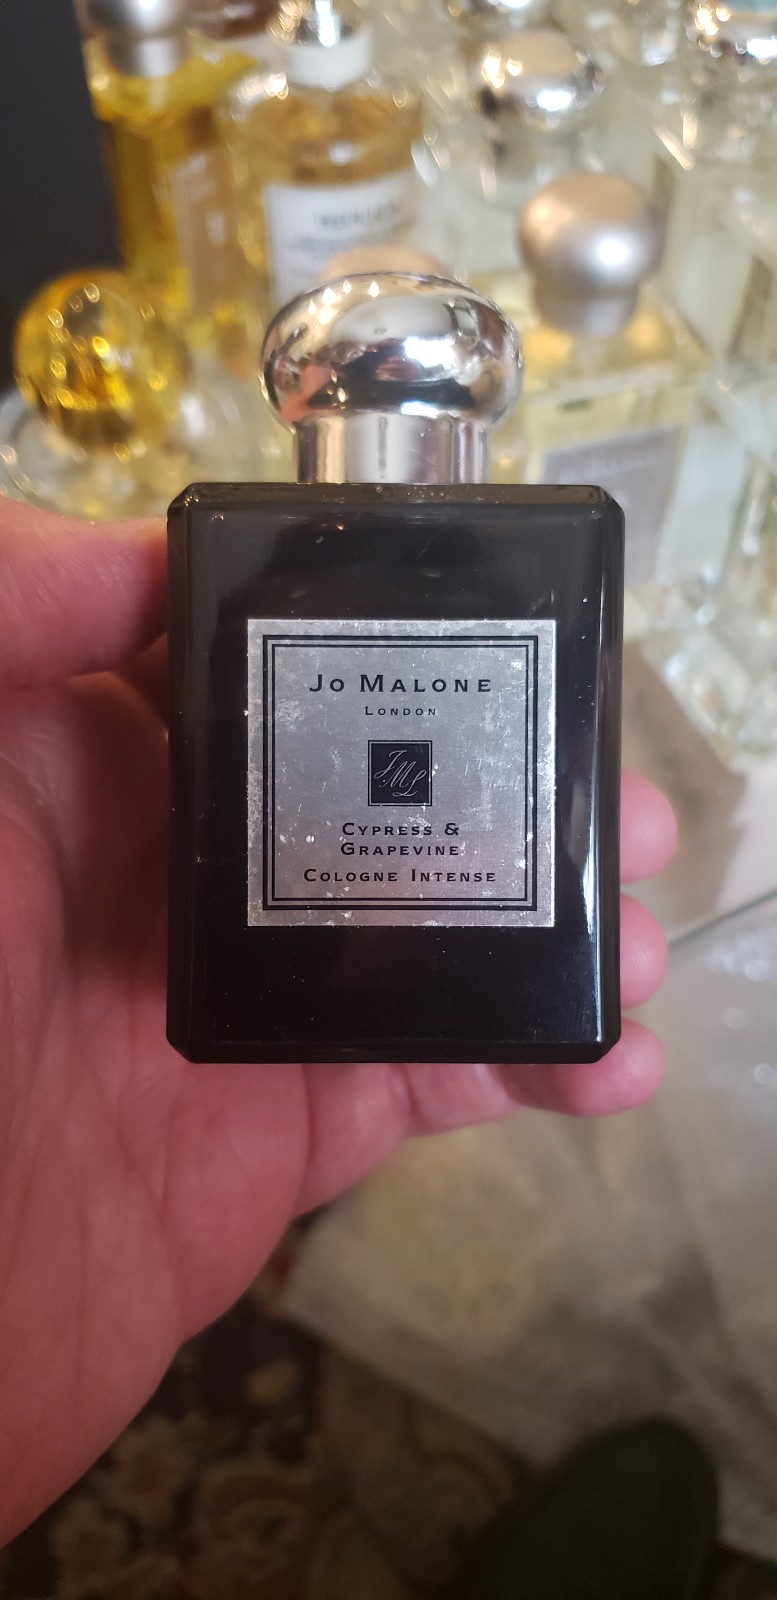 JO MALONE
LONDON
JML
CYPRESS &
GRAPEVINE
COLOGNE INTENSE